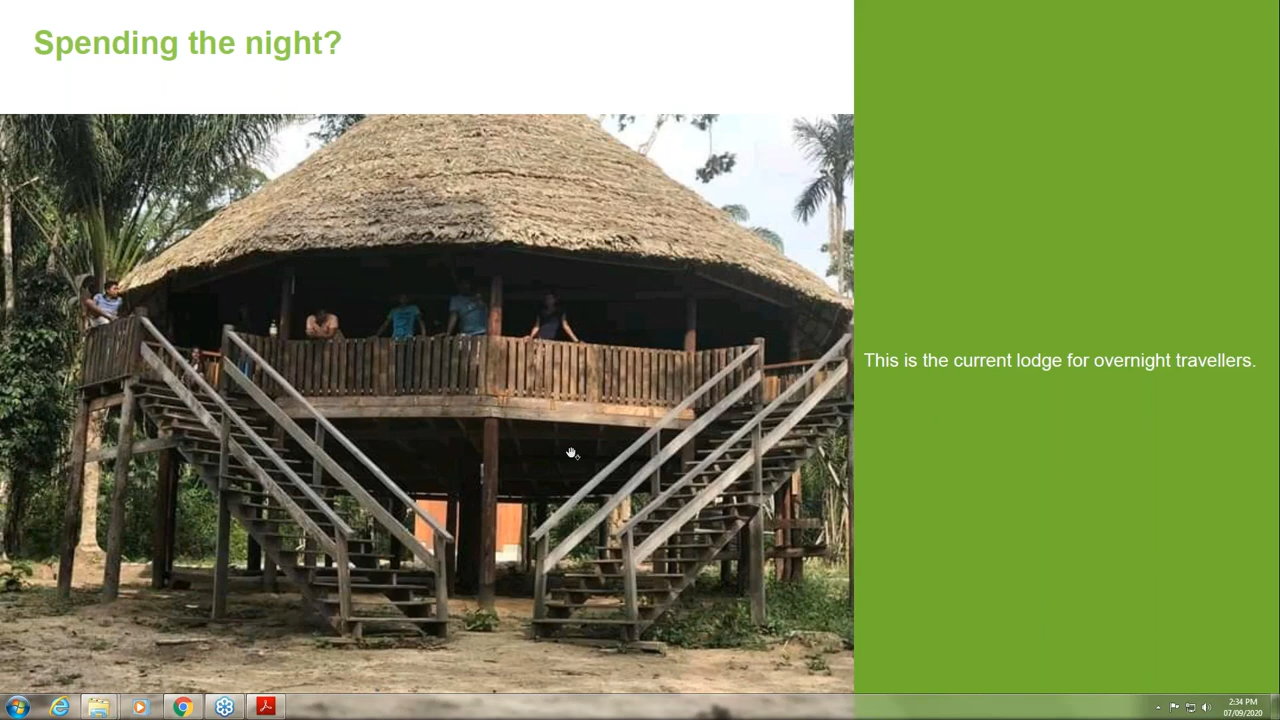 Spending the night?
This is the current lodge for overnight travellers.
2:34 PM
07/09/2020